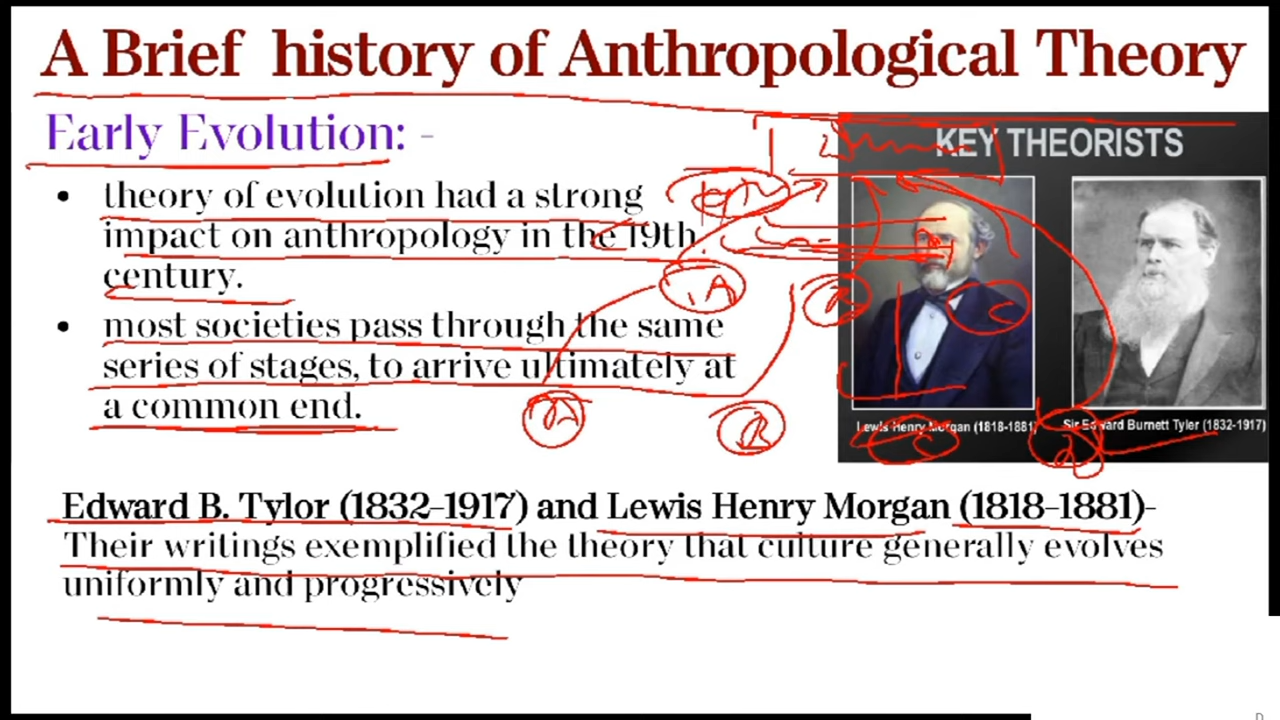 A Brief history of Anthropological Theory
Early Evolution: -
• theory of evolution had a strong
impact on anthropology in the 19th
century.
• most societies pass through the same
series of stages, to arrive ultimately at
a common end.
KEY THEORISTS
Lewis Henry Morgan (1818-1881)
Sir Edward Burnett Tyler (1832-1917)
A
B
C
A
B
C
Edward B. Tylor (1832-1917) and Lewis Henry Morgan (1818-1881)-
Their writings exemplified the theory that culture generally evolves
uniformly and progressively